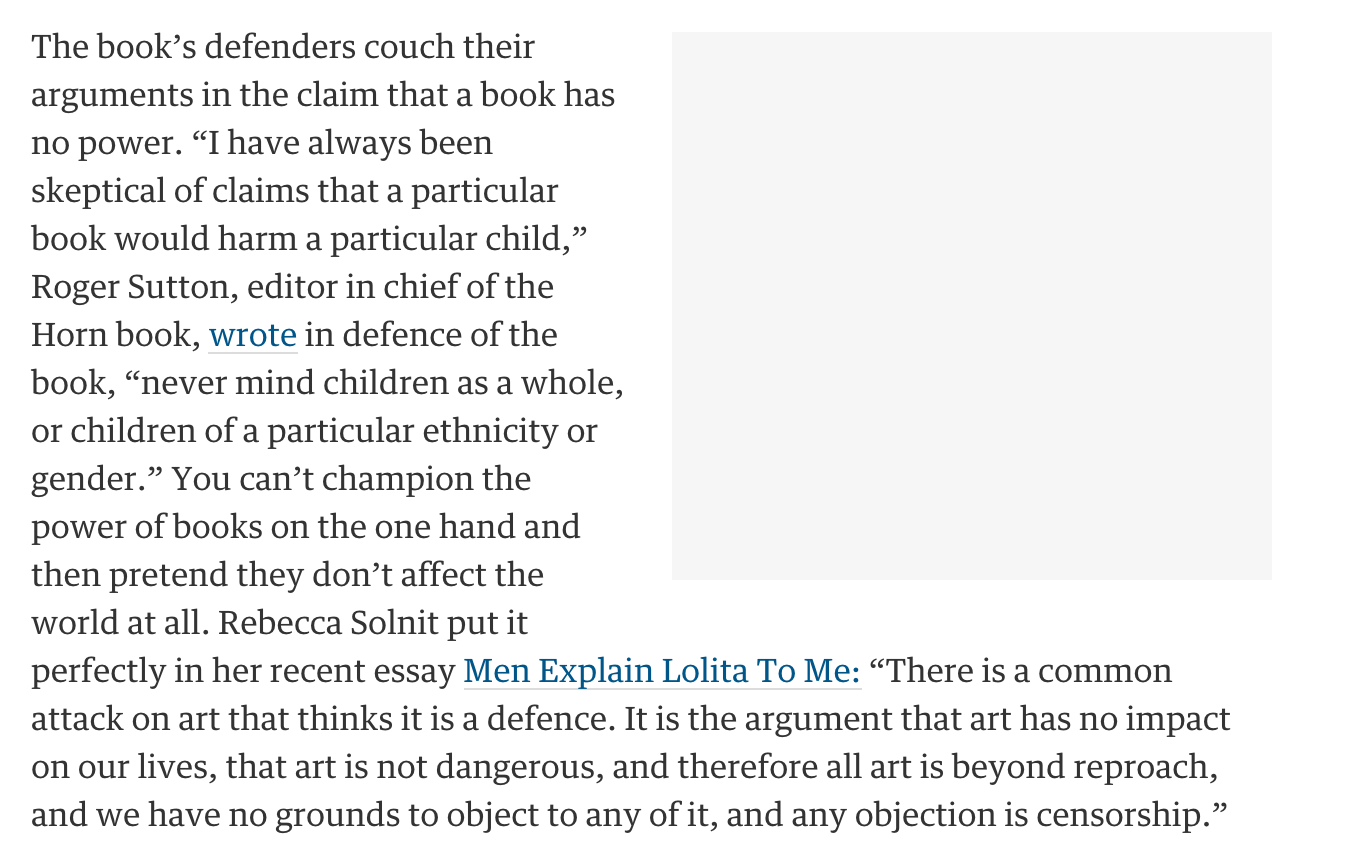 The book’s defenders couch their
arguments in the claim that a book has
no power. “I have always been
skeptical of claims that a particular
book would harm a particular child,”
Roger Sutton, editor in chief of the
Horn book, wrote in defence of the
book, “never mind children as a whole,
or children of a particular ethnicity or
gender.” You can’t champion the
power of books on the one hand and
then pretend they don’t affect the
world at all. Rebecca Solnit put it
perfectly in her recent essay Men Explain Lolita To Me: “There is a common
attack on art that thinks it is a defence. It is the argument that art has no impact
on our lives, that art is not dangerous, and therefore all art is beyond reproach,
and we have no grounds to object to any of it, and any objection is censorship.”